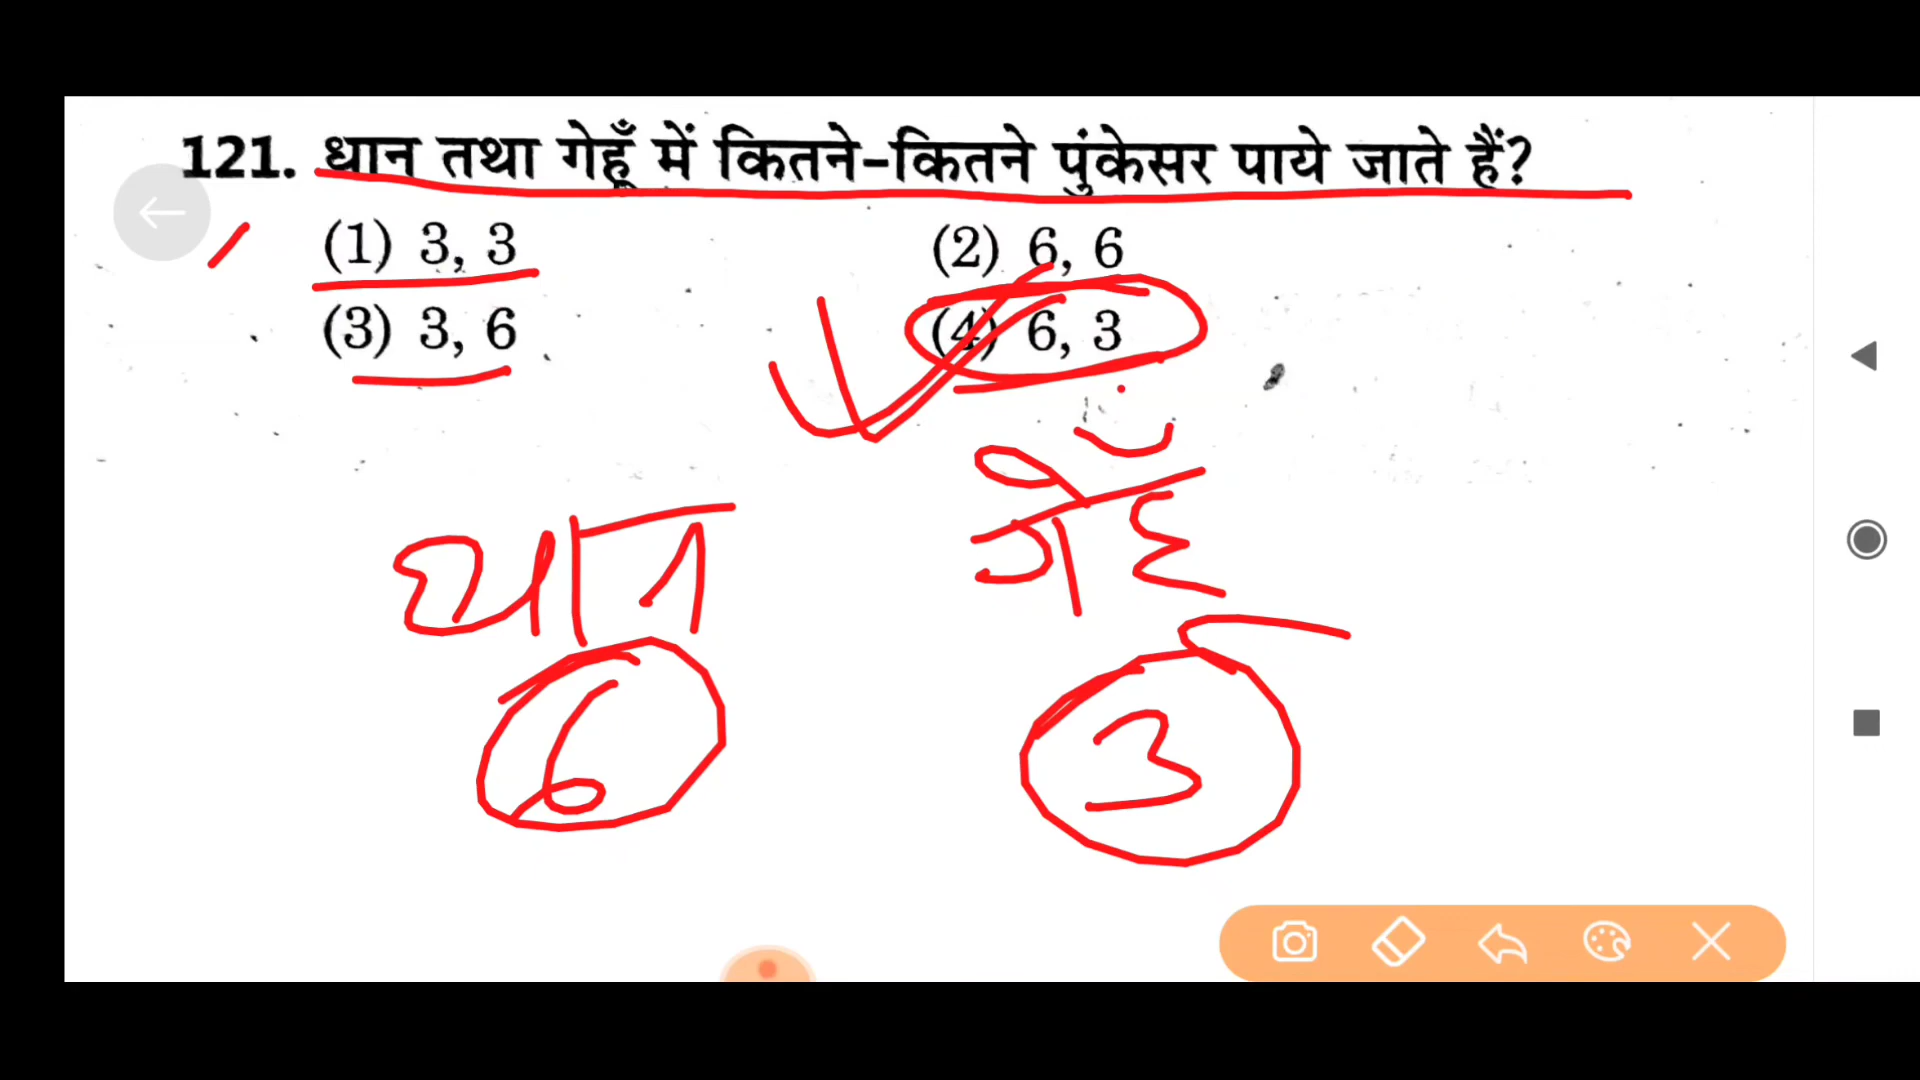 121. धान तथा गेहूँ में कितने-कितने पुंकेसर पाये जाते हैं?
(1) 3, 3 (2) 6, 6
(3) 3, 6 (4) 6, 3
धान गेहूँ
6 3